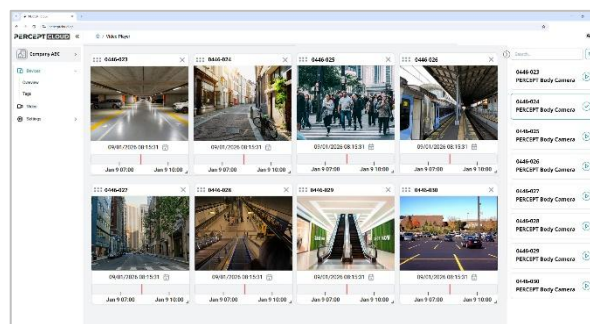 PERCEPT CLOUD
Company ABC
Devices
Overview
Tags
Video
Settings
/ Video Player
0446-023
09/01/2026 08:15:31
Jan 9 07:00 Jan 9 10:00
0446-024
09/01/2026 08:15:31
Jan 9 07:00 Jan 9 10:00
0446-025
09/01/2026 08:15:31
Jan 9 07:00 Jan 9 10:00
0446-026
09/01/2026 08:15:31
Jan 9 07:00 Jan 9 10:00
0446-027
09/01/2026 08:15:31
Jan 9 07:00 Jan 9 10:00
0446-028
09/01/2026 08:15:31
Jan 9 07:00 Jan 9 10:00
0446-029
09/01/2026 08:15:31
Jan 9 07:00 Jan 9 10:00
0446-030
09/01/2026 08:15:31
Jan 9 07:00 Jan 9 10:00
Search...
0446-023
PERCEPT Body Camera
0446-024
PERCEPT Body Camera
0446-025
PERCEPT Body Camera
0446-026
PERCEPT Body Camera
0446-027
PERCEPT Body Camera
0446-028
PERCEPT Body Camera
0446-029
PERCEPT Body Camera
0446-030
PERCEPT Body Camera